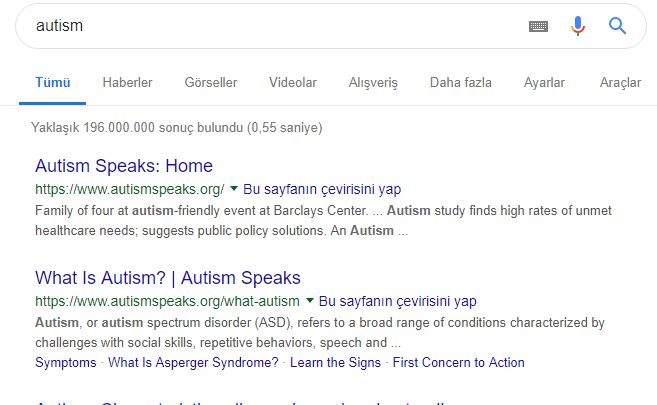 autism
Tümü Haberler Görseller Videolar Alışveriş Daha fazla Ayarlar Araçlar
Yaklaşık 196.000.000 sonuç bulundu (0,55 saniye)
Autism Speaks: Home
https://www.autismspeaks.org/ Bu sayfanın çevirisini yap
Family of four at autism-friendly event at Barclays Center. ... Autism study finds high rates of unmet
healthcare needs; suggests public policy solutions. An Autism ...
What Is Autism? | Autism Speaks
https://www.autismspeaks.org/what-autism Bu sayfanın çevirisini yap
Autism, or autism spectrum disorder (ASD), refers to a broad range of conditions characterized by
challenges with social skills, repetitive behaviors, speech and ...
Symptoms · What Is Asperger Syndrome? · Learn the Signs · First Concern to Action